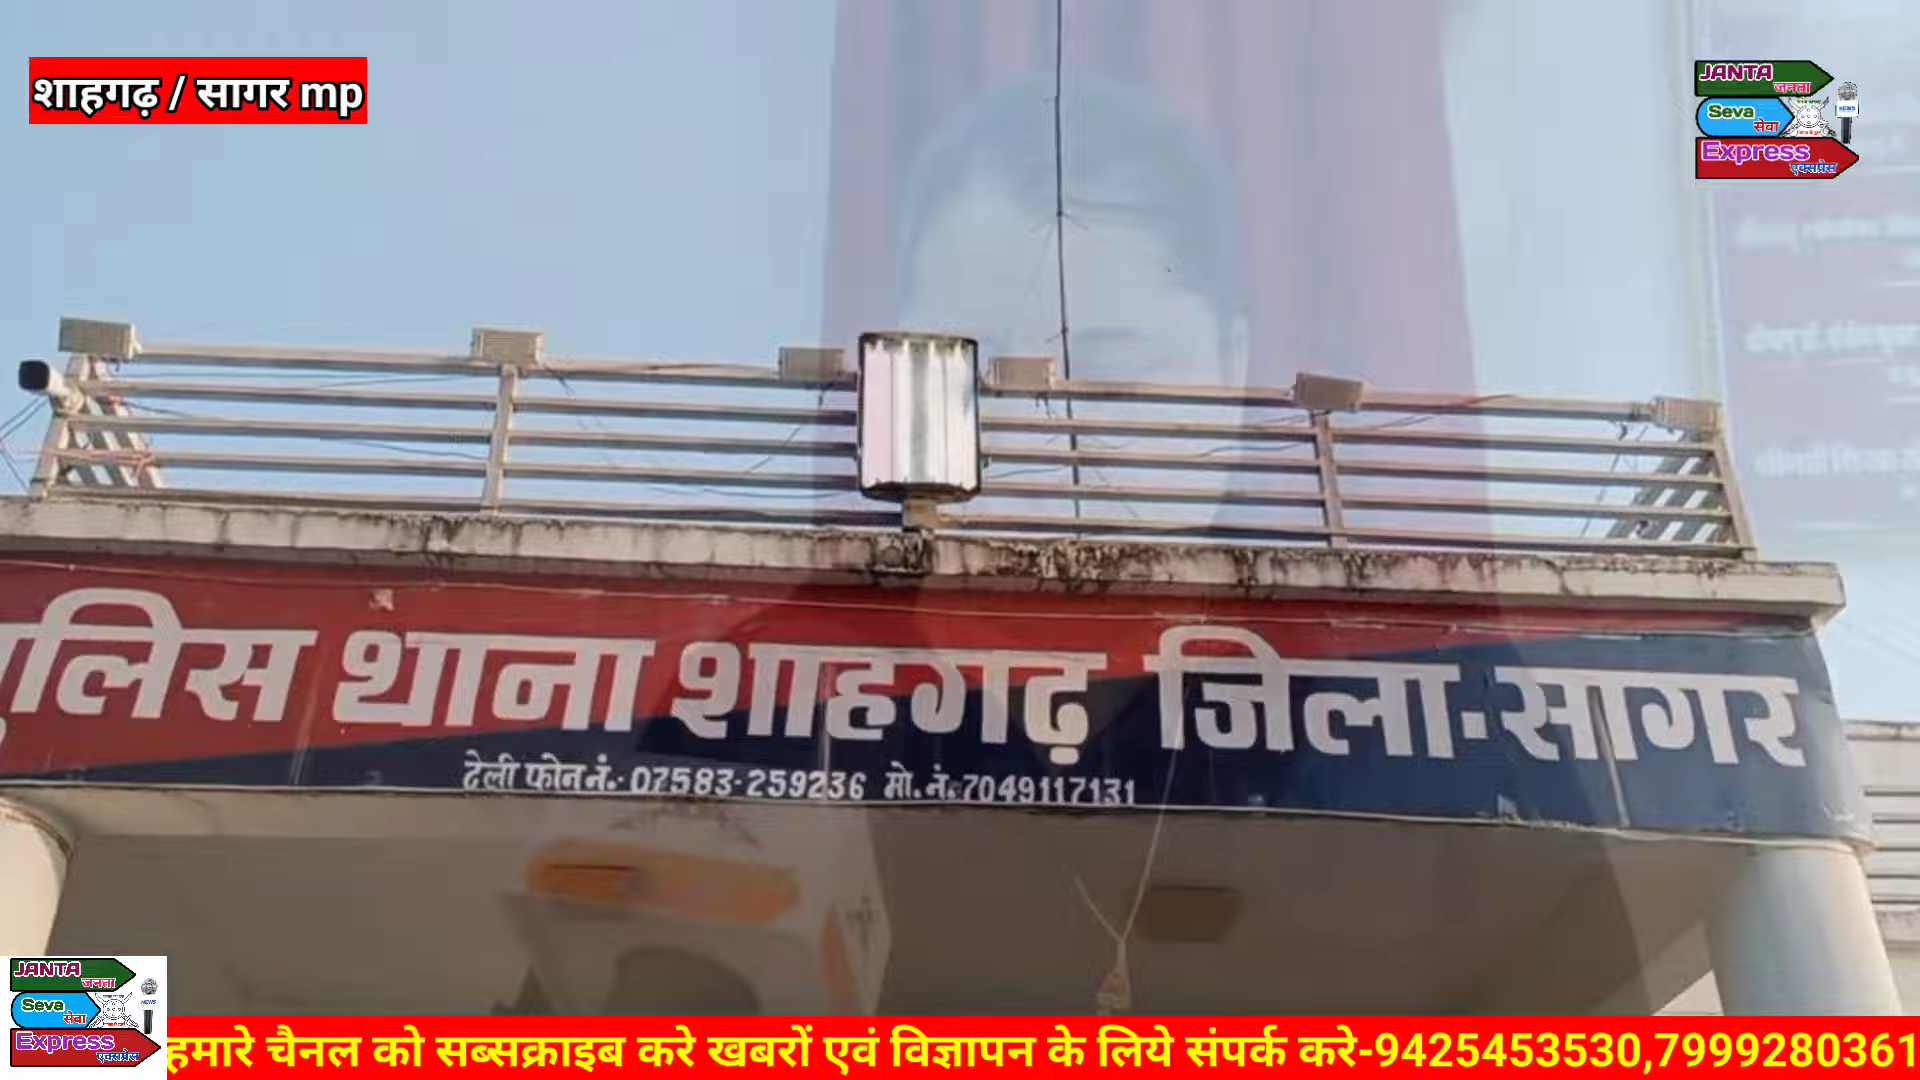 शाहगढ़ / सागर mp
JANTA
जनता
Seva
सेवा
Express
एक्सप्रेस
पुलिस थाना शाहगढ़ जिला-सागर
टेली फोन नं.- 07583-259236 मो. नं. 7049117131
JANTA
जनता
Seva
सेवा
NEWS
Express
एक्सप्रेस
हमारे चैनल को सब्सक्राइब करे खबरों एवं विज्ञापन के लिये संपर्क करे-9425453530,7999280361